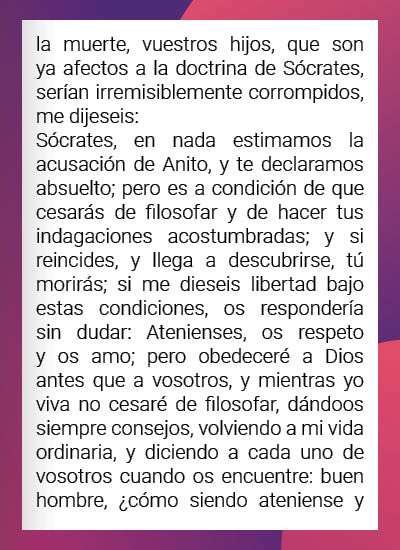 la muerte, vuestros hijos, que son
ya afectos a la doctrina de Sócrates,
serían irremisiblemente corrompidos,
me dijeseis:
Sócrates, en nada estimamos la
acusación de Anito, y te declaramos
absuelto; pero es a condición de que
cesarás de filosofar y de hacer tus
indagaciones acostumbradas; y si
reincides, y llega a descubrirse, tú
morirás; si me dieseis libertad bajo
estas condiciones, os respondería
sin dudar: Atenienses, os respeto
y os amo; pero obedeceré a Dios
antes que a vosotros, y mientras yo
viva no cesaré de filosofar, dándoos
siempre consejos, volviendo a mi vida
ordinaria, y diciendo a cada uno de
vosotros cuando os encuentre: buen
hombre, ¿cómo siendo ateniense y